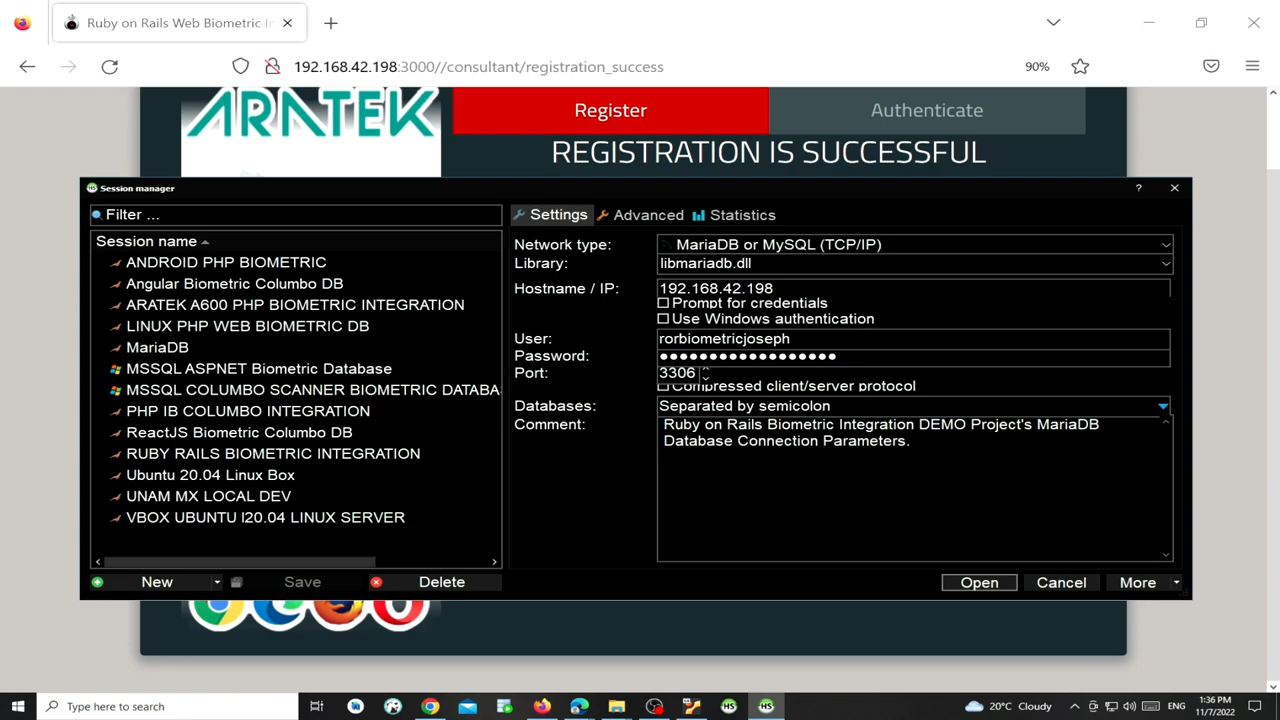 Ruby on Rails Web Biometric In
192.168.42.198:3000//consultant/registration_success
90%
ARATEK
Register
Authenticate
REGISTRATION IS SUCCESSFUL
HS Session manager
?
Filter ...
Session name
ANDROID PHP BIOMETRIC
Angular Biometric Columbo DB
ARATEK A600 PHP BIOMETRIC INTEGRATION
LINUX PHP WEB BIOMETRIC DB
MariaDB
MSSQL ASPNET Biometric Database
MSSQL COLUMBO SCANNER BIOMETRIC DATABA
PHP IB COLUMBO INTEGRATION
ReactJS Biometric Columbo DB
RUBY RAILS BIOMETRIC INTEGRATION
Ubuntu 20.04 Linux Box
UNAM MX LOCAL DEV
VBOX UBUNTU l20.04 LINUX SERVER
New
Save
Delete
Settings
Advanced
Statistics
Network type: MariaDB or MySQL (TCP/IP)
Library: libmariadb.dll
Hostname / IP: 192.168.42.198
Prompt for credentials
Use Windows authentication
User: rorbiometricjoseph
Password: ●●●●●●●●●●●●●●●●●●
Port: 3306
Compressed client/server protocol
Databases: Separated by semicolon
Comment: Ruby on Rails Biometric Integration DEMO Project's MariaDB
Database Connection Parameters.
Open
Cancel
More
Type here to search
HS
HS
20°C Cloudy
ENG
1:36 PM
11/7/2022